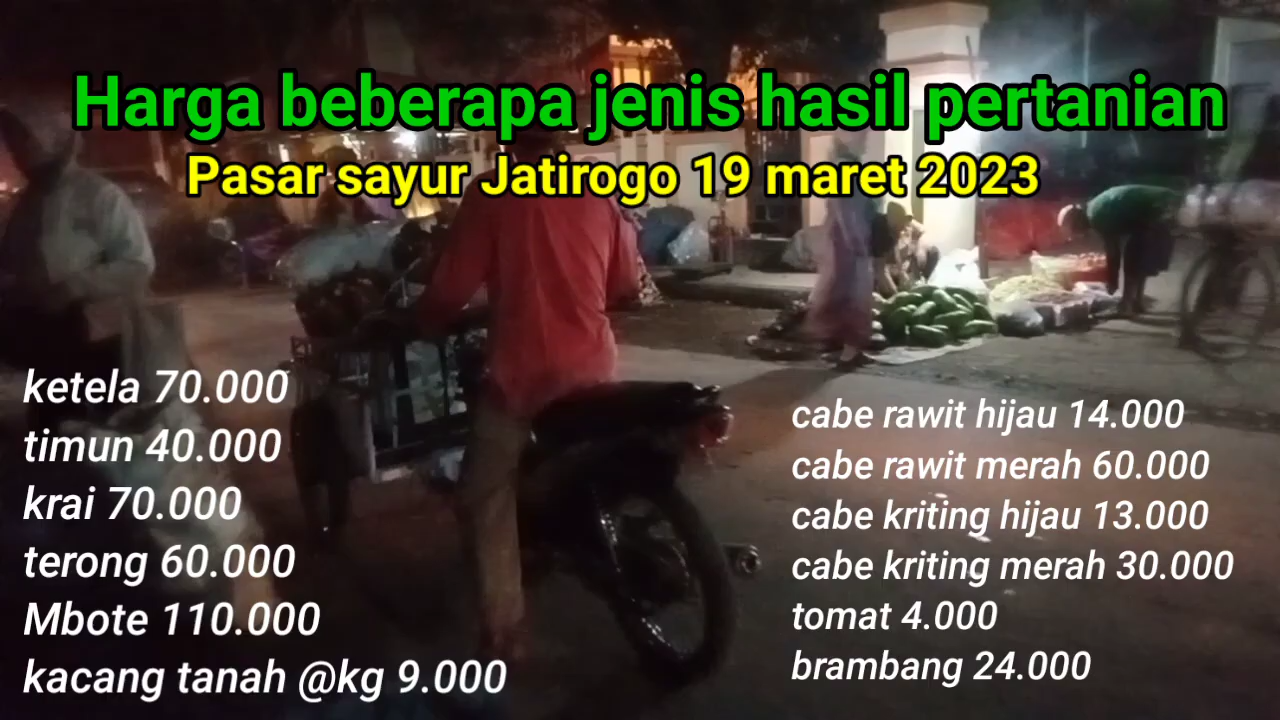 Harga beberapa jenis hasil pertanian
Pasar sayur Jatirogo 19 maret 2023
ketela 70.000
timun 40.000
krai 70.000
terong 60.000
Mbote 110.000
kacang tanah @kg 9.000
cabe rawit hijau 14.000
cabe rawit merah 60.000
cabe kriting hijau 13.000
cabe kriting merah 30.000
tomat 4.000
brambang 24.000